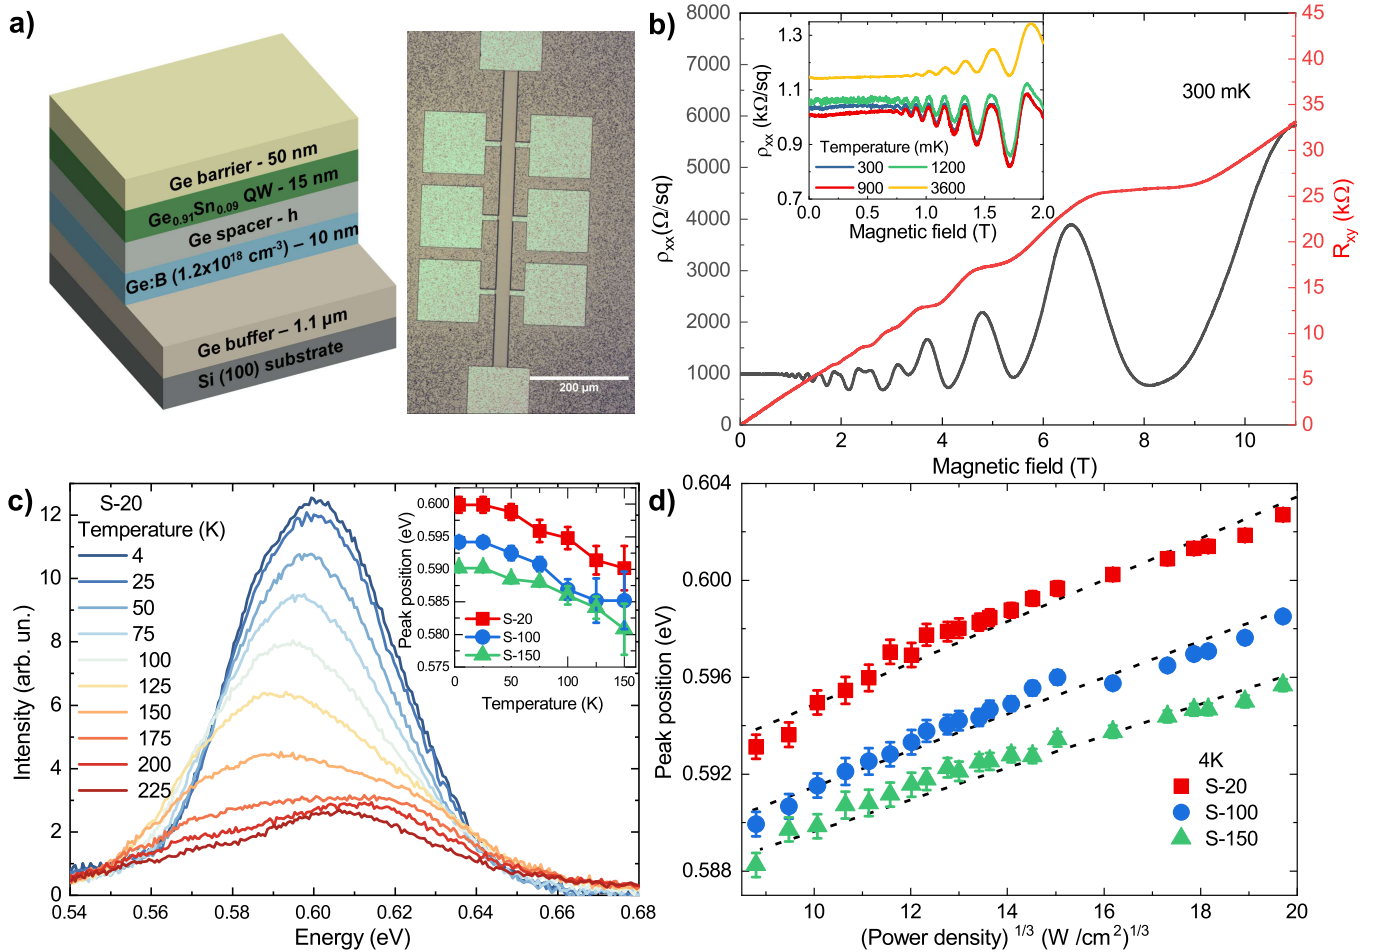 a)
Ge barrier - 50 nm
Ge0.91Sn0.09 QW - 15 nm
Ge spacer - h
Ge:B (1.2x10^18 cm^-3) – 10 nm
Ge buffer – 1.1 µm
Si (100) substrate
200 µm
b)
8000
7000
6000
5000
4000
3000
2000
1000
0
ρxx(Ω/sq)
0
2
4
6
8
10
Magnetic field (T)
45
40
35
30
25
20
15
10
5
0
Rxy (kΩ)
300 mK
1.3
1.1
0.9
0.7
ρxx (kΩ/sq)
Temperature (mK)
300
1200
900
3600
0.0
0.5
1.0
1.5
2.0
Magnetic field (T)
c)
S-20
Temperature (K)
4
25
50
75
100
125
150
175
200
225
12
10
8
6
4
2
0
Intensity (arb. un.)
0.54
0.56
0.58
0.60
0.62
0.64
0.66
0.68
Energy (eV)
0.600
0.595
0.590
0.585
0.580
0.575
Peak position (eV)
S-20
S-100
S-150
0
50
100
150
Temperature (K)
d)
0.604
0.600
0.596
0.592
0.588
Peak position (eV)
4K
S-20
S-100
S-150
10
12
14
16
18
20
(Power density) ^1/3 (W /cm^2)^1/3